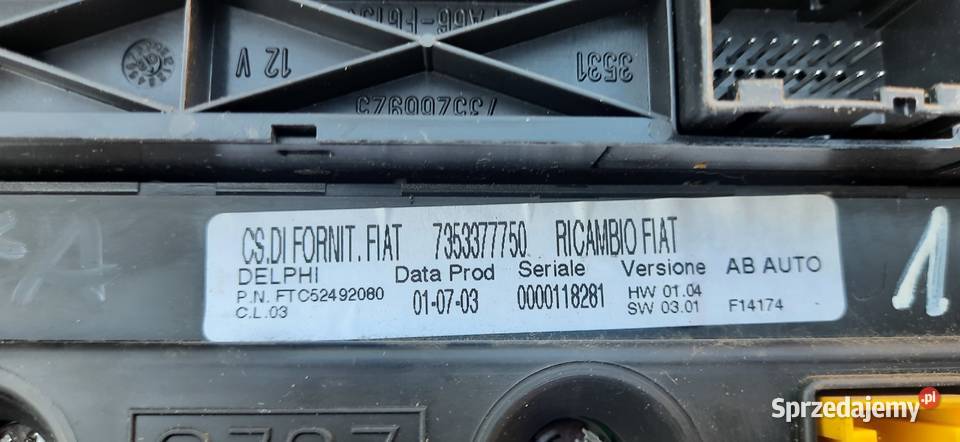 12 V
3531
735266925
CS.DI FORNIT. FIAT 7353377750 RICAMBIO FIAT
DELPHI Data Prod Seriale Versione AB AUTO
P.N. FTC52492080 01-07-03 0000118281 HW 01.04
C.L.03 SW 03.01 F14174
A
1
Sprzedajemy.pl